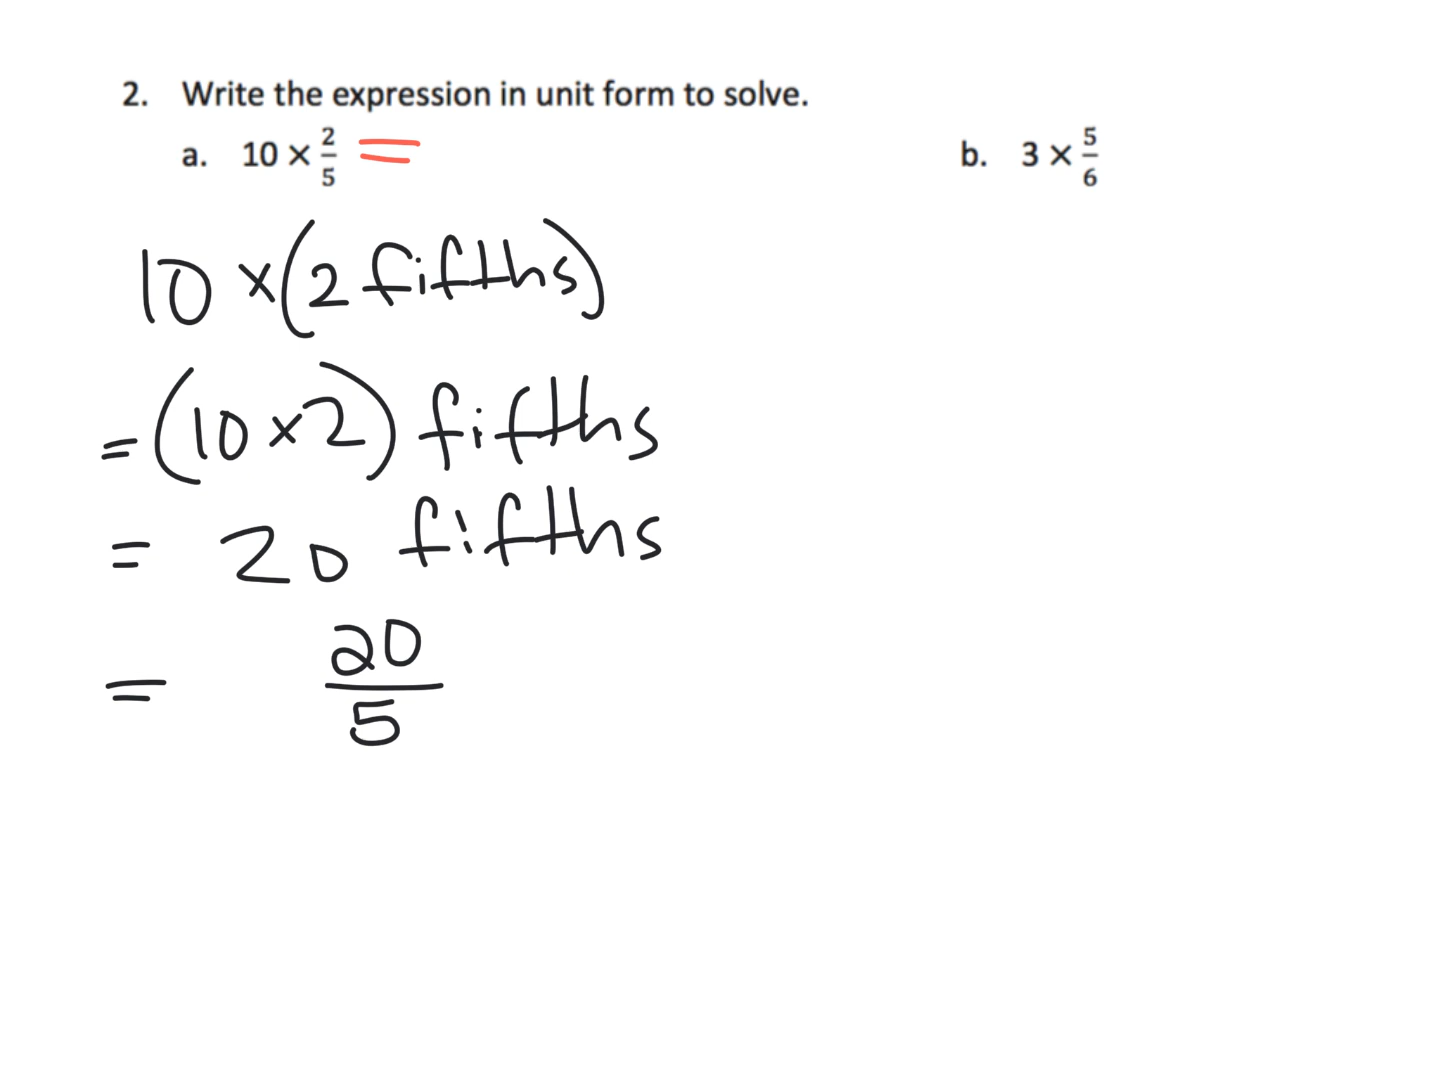 2. Write the expression in unit form to solve.
a. 10 × 2/5 =
b. 3 × 5/6
10 × (2 fifths)
= (10 × 2) fifths
= 20 fifths
= 20/5